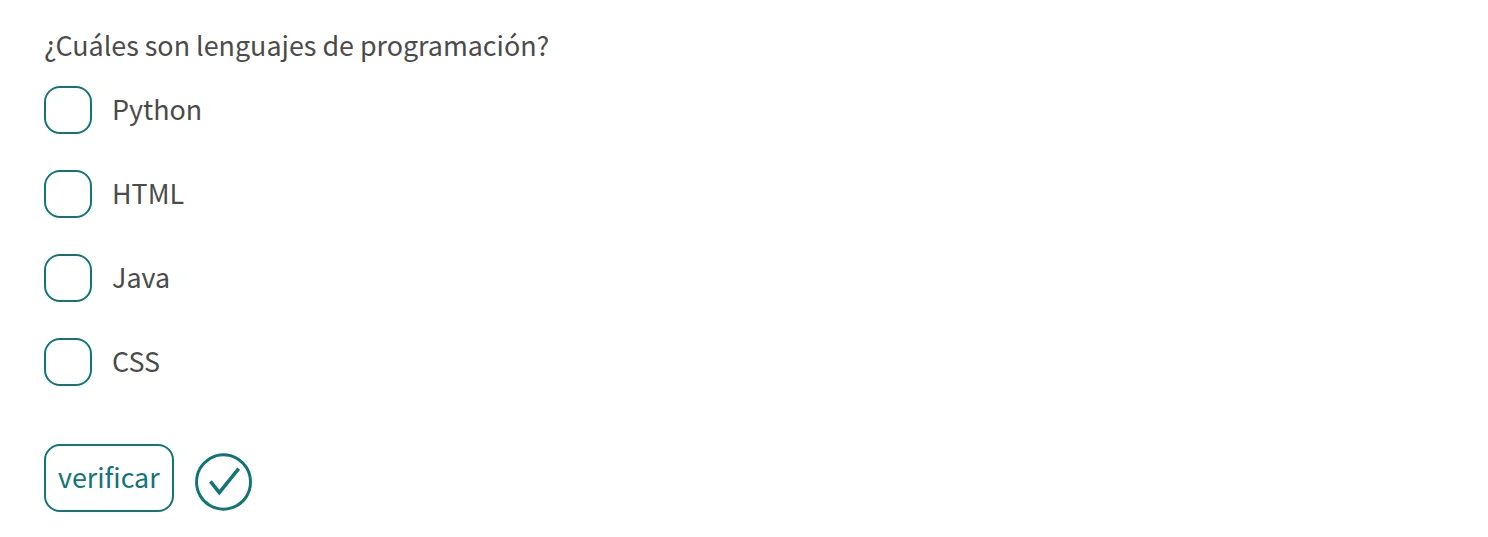 ¿Cuáles son lenguajes de programación?
Python
HTML
Java
CSS
verificar